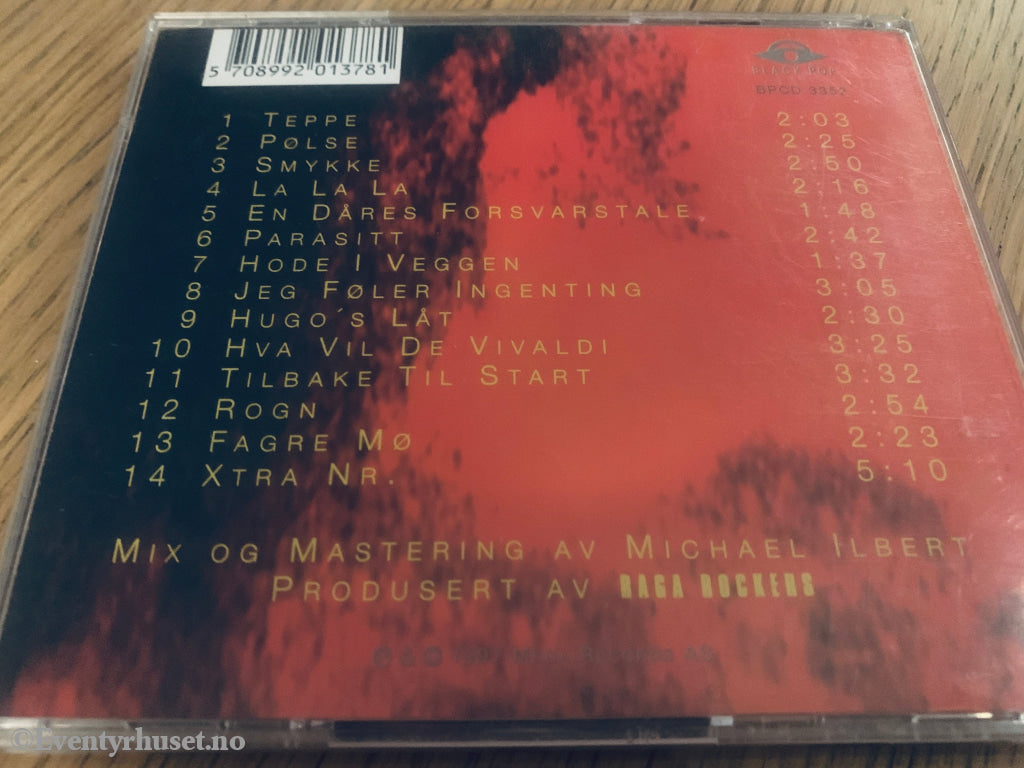 5 708992 013781
BPCD 3352
1 TEPPE 2:03
2 PØLSE 2:25
3 SMYKKE 2:50
4 LA LA LA 2:16
5 EN DÅRES FORSVARSTALE 1:48
6 PARASITT 2:42
7 HODE I VEGGEN 1:37
8 JEG FØLER INGENTING 3:05
9 HUGO´S LÅT 2:30
10 HVA VIL DE VIVALDI 3:25
11 TILBAKE TIL START 3:32
12 ROGN 2:54
13 FAGRE MØ 2:23
14 XTRA NR. 5:10
MIX OG MASTERING AV MICHAEL ILBERT
PRODUSERT AV RAGA ROCKERS
©Eventyrhuset.no